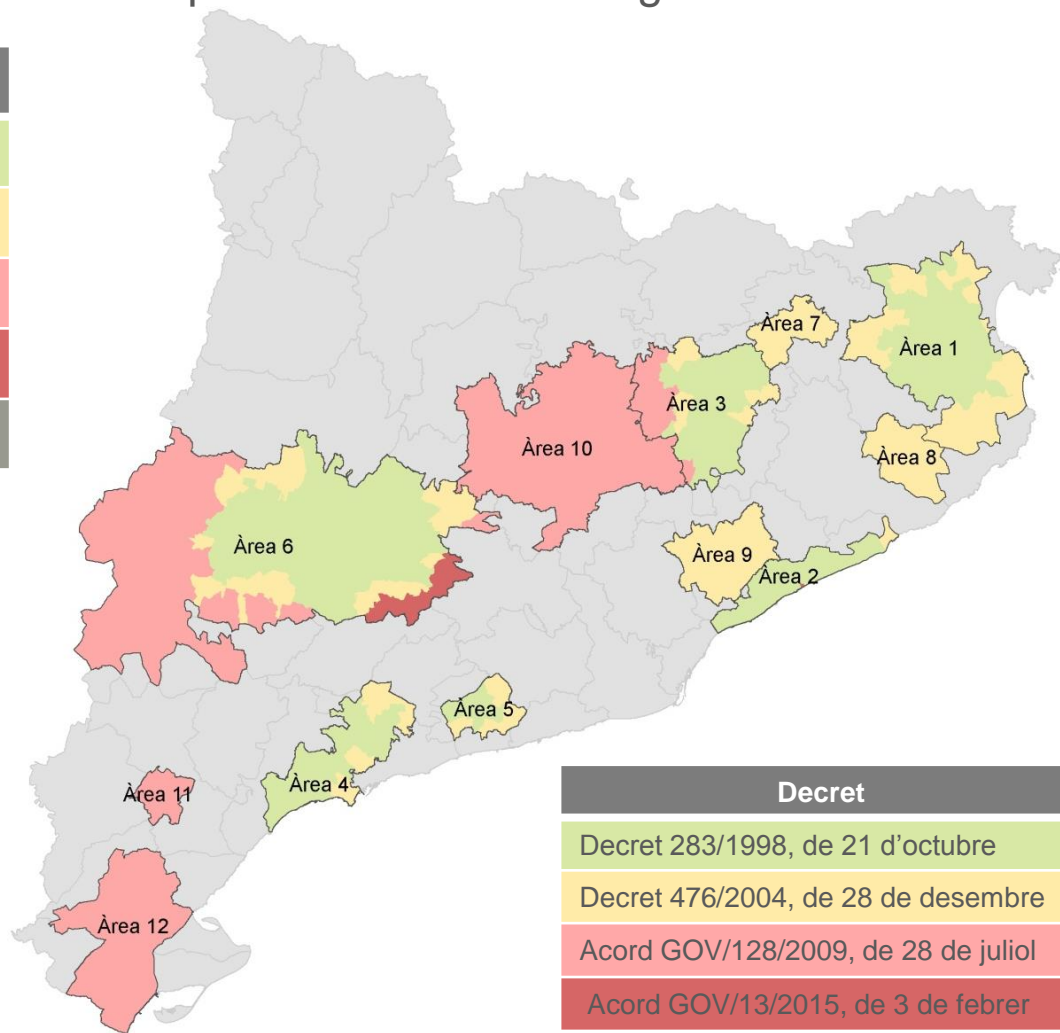 Àrea 7
Àrea 1
Àrea 3
Àrea 10
Àrea 8
Àrea 6
Àrea 9
Àrea 2
Àrea 5
Àrea 4
Àrea 11
Àrea 12
Decret
Decret 283/1998, de 21 d’octubre
Decret 476/2004, de 28 de desembre
Acord GOV/128/2009, de 28 de juliol
Acord GOV/13/2015, de 3 de febrer